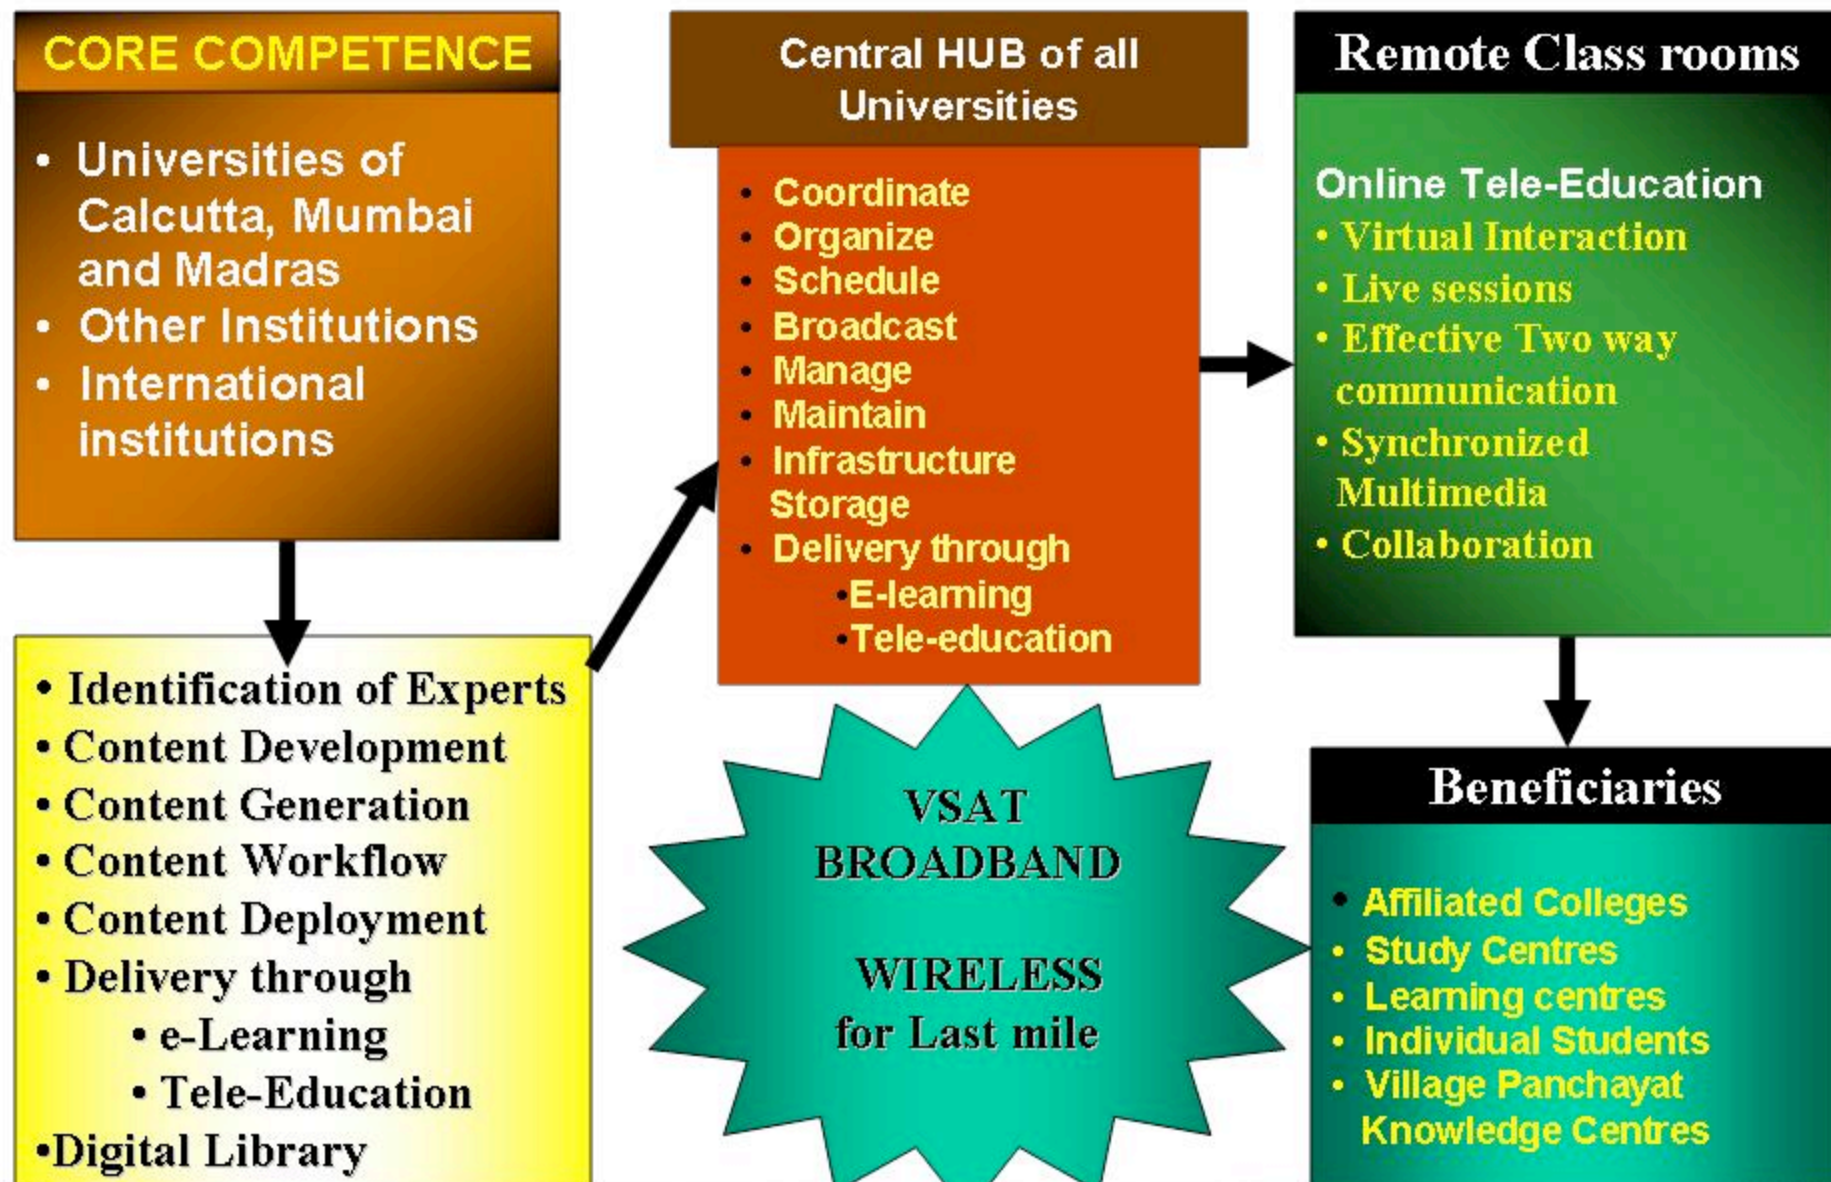 CORE COMPETENCE
• Universities of
Calcutta, Mumbai
and Madras
• Other Institutions
• International
institutions
• Identification of Experts
• Content Development
• Content Generation
• Content Workflow
• Content Deployment
• Delivery through
• e-Learning
• Tele-Education
•Digital Library
Central HUB of all
Universities
• Coordinate
• Organize
• Schedule
• Broadcast
• Manage
• Maintain
• Infrastructure
Storage
• Delivery through
•E-learning
•Tele-education
VSAT
BROADBAND
WIRELESS
for Last mile
Remote Class rooms
Online Tele-Education
• Virtual Interaction
• Live sessions
• Effective Two way
communication
• Synchronized
Multimedia
• Collaboration
Beneficiaries
• Affiliated Colleges
• Study Centres
• Learning centres
• Individual Students
• Village Panchayat
Knowledge Centres